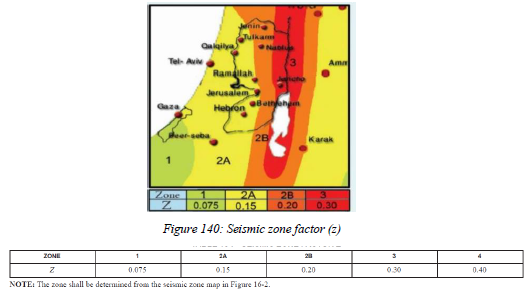 Jenin
Tulkarm
Qalqilya
Nablus
Tel- Aviv
3
Amm
Ramallah
Jericho
Jerusalem
Bethlehem
Gaza
Hebron
Beer-seba
2B
Karak
1
2A
Zone 1 2A 2B 3
Z 0.075 0.15 0.20 0.30
Figure 140: Seismic zone factor (z)
ZONE 1 2A 2B 3 4
Z 0.075 0.15 0.20 0.30 0.40
NOTE: The zone shall be determined from the seismic zone map in Figure 16-2.